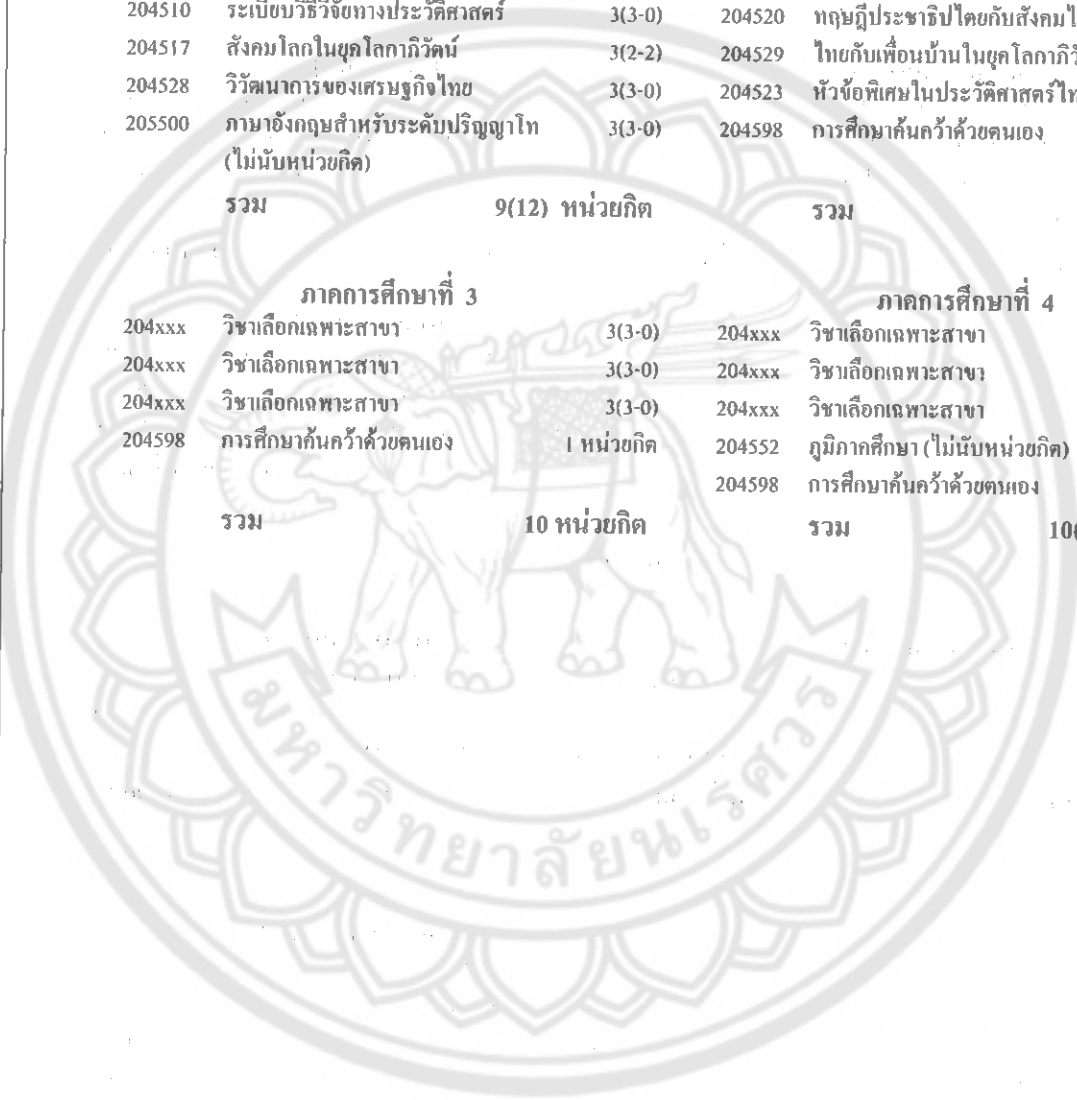 204510 ระเบียบวิธีวิจัยทางประวัติศาสตร์ 3(3-0)
204517 สังคมโลกในยุคโลกาภิวัตน์ 3(2-2)
204528 วิวัฒนาการของเศรษฐกิจไทย 3(3-0)
205500 ภาษาอังกฤษสำหรับระดับปริญญาโท 3(3-0)
(ไม่นับหน่วยกิต)
รวม 9(12) หน่วยกิต
204520 ทฤษฎีประชาธิปไตยกับสังคม
204529 ไทยกับเพื่อนบ้านในยุค
204523 หัวข้อพิเศษในประวัติศาสตร์
204598 การศึกษาค้นคว้าด้วยตนเอง
รวม
ภาคการศึกษาที่ 3
204xxx วิชาเลือกเฉพาะสาขา 3(3-0)
204xxx วิชาเลือกเฉพาะสาขา 3(3-0)
204xxx วิชาเลือกเฉพาะสาขา 3(3-0)
204598 การศึกษาค้นคว้าด้วยตนเอง 1 หน่วยกิต
รวม 10 หน่วยกิต
ภาคการศึกษาที่ 4
204xxx วิชาเลือกเฉพาะสาขา
204xxx วิชาเลือกเฉพาะสาขา
204xxx วิชาเลือกเฉพาะสาขา
204552 ภูมิภาคศึกษา (ไม่นับหน่วยกิต)
204598 การศึกษาค้นคว้าด้วยตนเอง
รวม
มหาวิทยาลัยนเรศวร